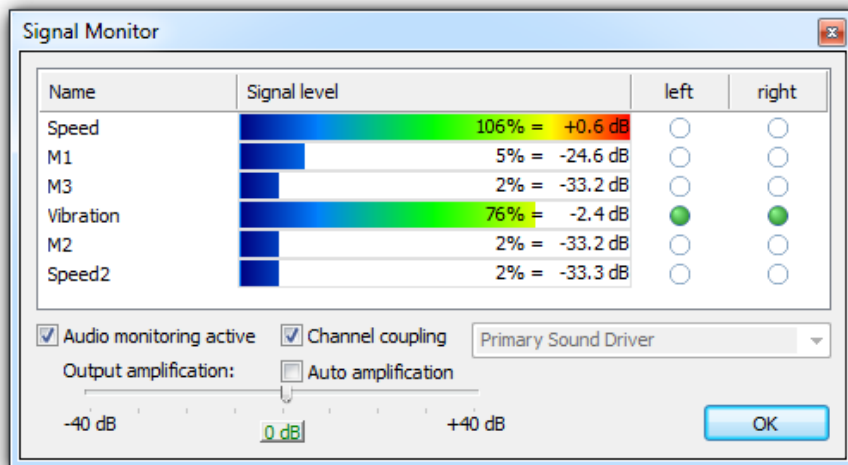 Signal Monitor
Name Signal level left right
Speed 106% = +0.6 dB
M1 5% = -24.6 dB
M3 2% = -33.2 dB
Vibration 76% = -2.4 dB
M2 2% = -33.2 dB
Speed2 2% = -33.3 dB
Audio monitoring active Channel coupling Primary Sound Driver
Output amplification: Auto amplification
-40 dB 0 dB +40 dB OK